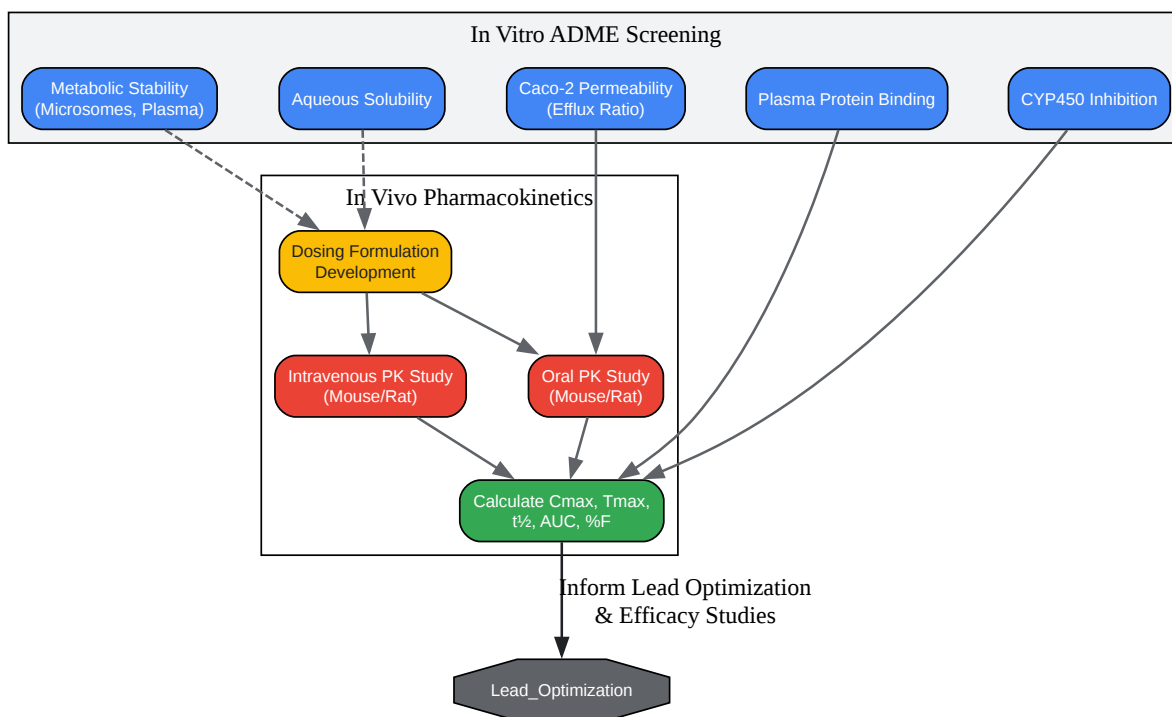 In Vitro ADME Screening
Metabolic Stability
(Microsomes, Plasma)
Aqueous Solubility
Caco-2 Permeability
(Efflux Ratio)
Plasma Protein Binding
CYP450 Inhibition
In Vivo Pharmacokinetics
Dosing Formulation
Development
Intravenous PK Study
(Mouse/Rat)
Oral PK Study
(Mouse/Rat)
Calculate Cmax, Tmax,
t½, AUC, %F
Inform Lead Optimization
& Efficacy Studies
Lead_Optimization